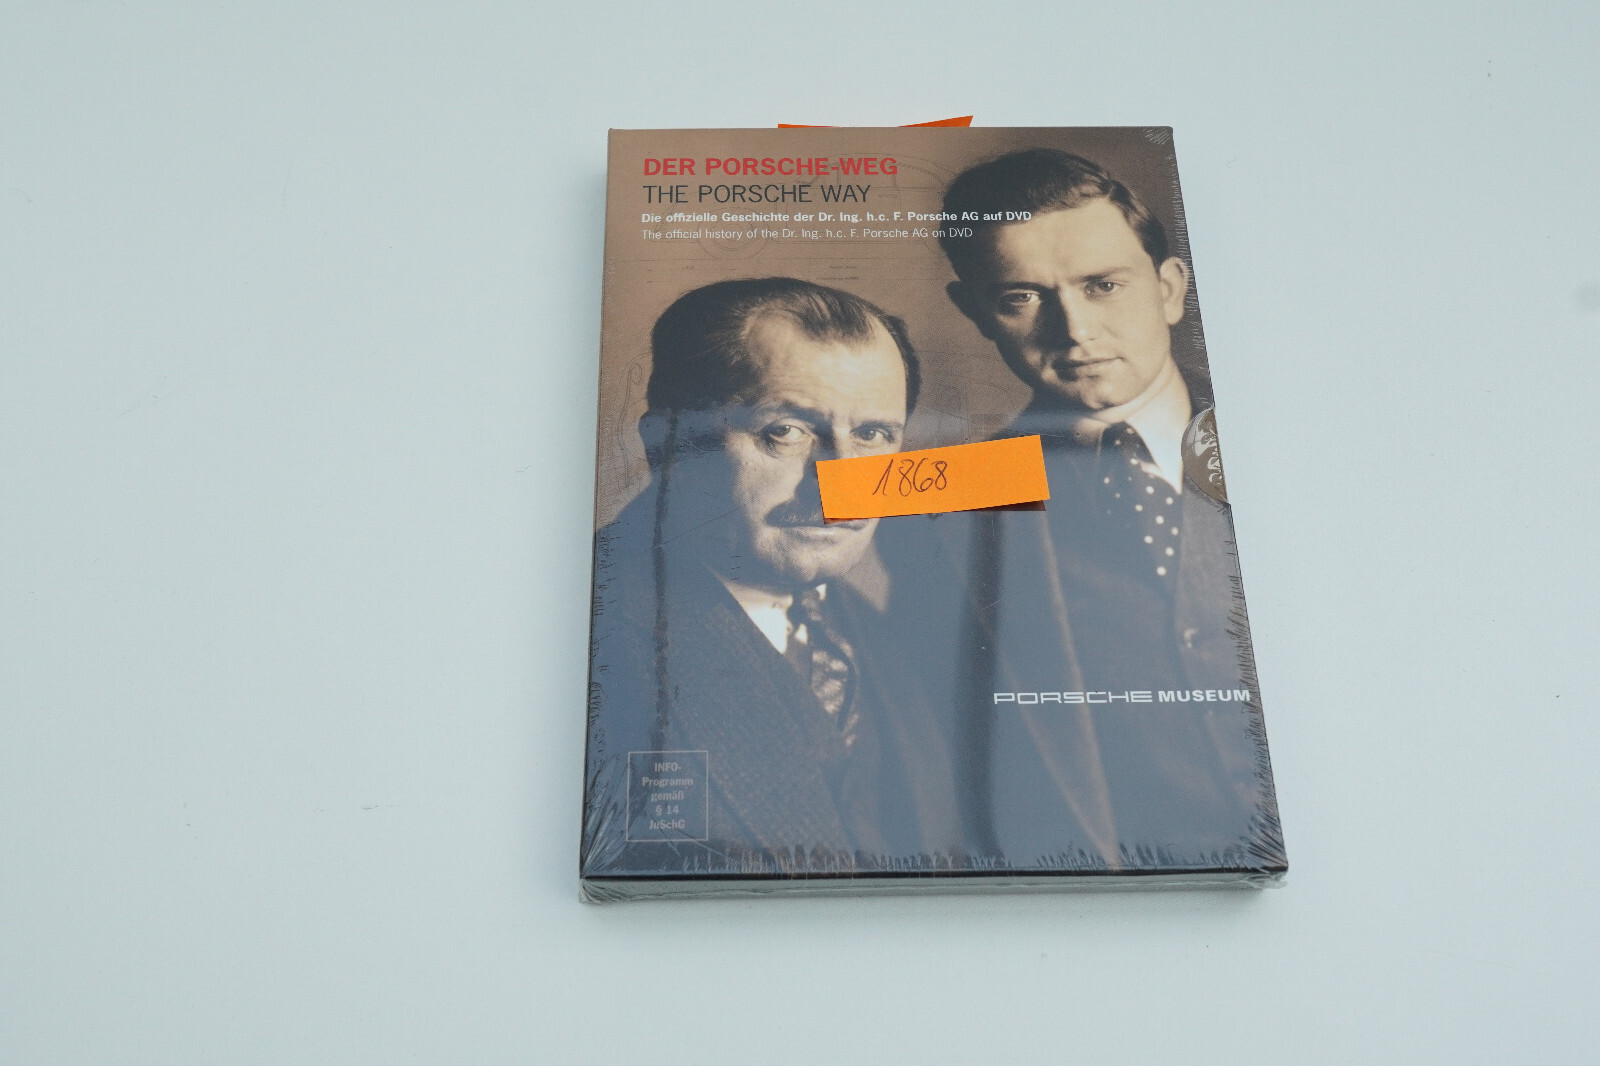 DER PORSCHE-WEG
THE PORSCHE WAY
Die offizielle Geschichte der Dr. Ing. h.c. F. Porsche AG auf DVD
The official history of the Dr. Ing. h.c. F. Porsche AG on DVD
1868
PORSCHE MUSEUM
INFO-
Programm
gemäß
§ 14
JuSchG